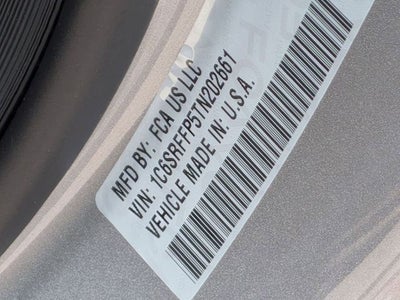 MFD BY: FCA US LLC
VIN: 1C6SRFFP5TN202661
VEHICLE MADE IN: U.S.A.